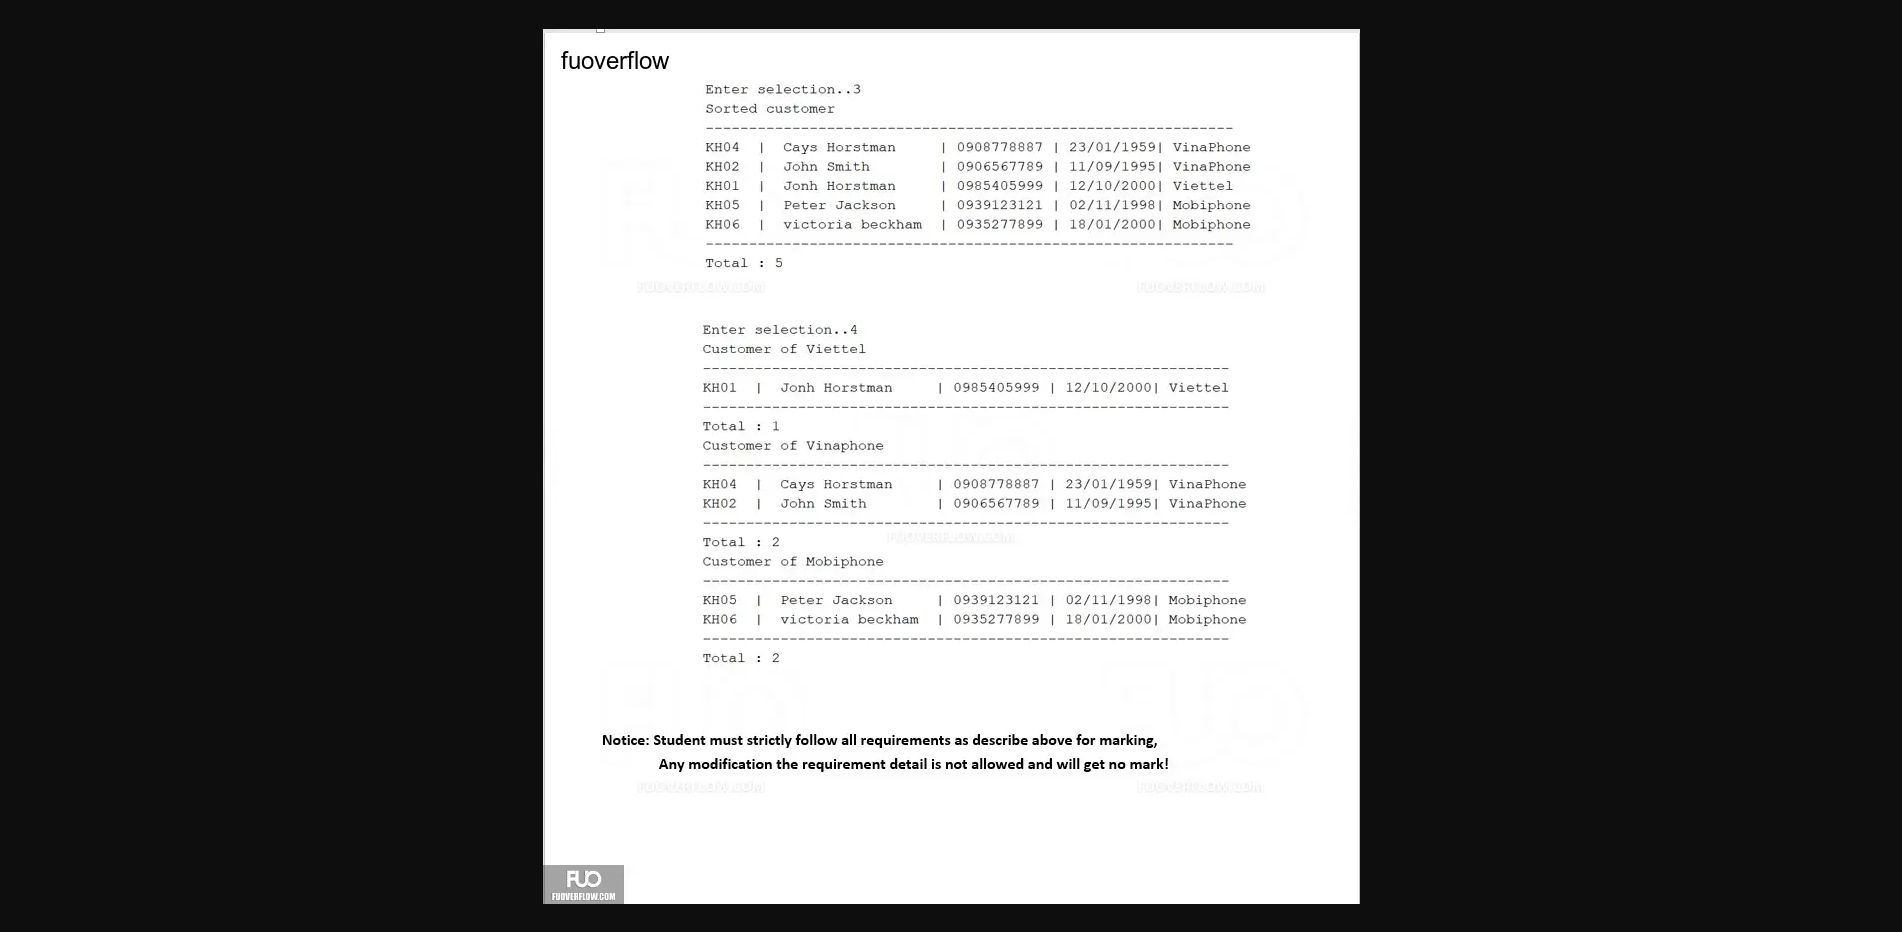 fuoverflow
Enter selection..3
Sorted customer
-------------------------------------------------------------
KH04 | Cays Horstman | 0908778887 | 23/01/1959| VinaPhone
KH02 | John Smith | 0906567789 | 11/09/1995| VinaPhone
KH01 | Jonh Horstman | 0985405999 | 12/10/2000| Viettel
KH05 | Peter Jackson | 0939123121 | 02/11/1998| Mobiphone
KH06 | victoria beckham | 0935277899 | 18/01/2000| Mobiphone
-------------------------------------------------------------
Total : 5
FUOVERFLOW.COM FUOVERFLOW.COM
Enter selection..4
Customer of Viettel
-------------------------------------------------------------
KH01 | Jonh Horstman | 0985405999 | 12/10/2000| Viettel
-------------------------------------------------------------
Total : 1
Customer of Vinaphone
-------------------------------------------------------------
KH04 | Cays Horstman | 0908778887 | 23/01/1959| VinaPhone
KH02 | John Smith | 0906567789 | 11/09/1995| VinaPhone
-------------------------------------------------------------
Total : 2
FUOVERFLOW.COM
Customer of Mobiphone
-------------------------------------------------------------
KH05 | Peter Jackson | 0939123121 | 02/11/1998| Mobiphone
KH06 | victoria beckham | 0935277899 | 18/01/2000| Mobiphone
-------------------------------------------------------------
Total : 2
Notice: Student must strictly follow all requirements as describe above for marking,
Any modification the requirement detail is not allowed and will get no mark!
FUOVERFLOW.COM FUOVERFLOW.COM
FUO
FUOVERFLOW.COM